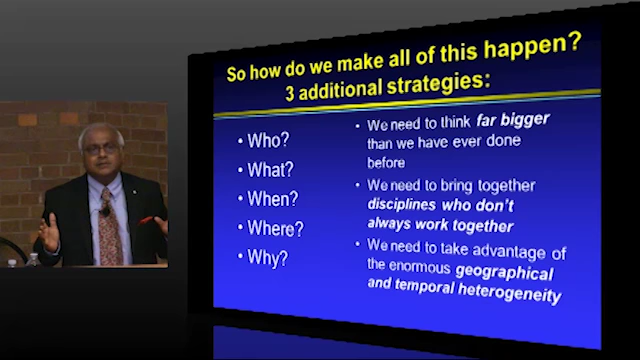 So how do we make all of this happen?
3 additional strategies:
• Who?
• What?
• When?
• Where?
• Why?
• We need to think far bigger
than we have ever done
before
• We need to bring together
disciplines who don't
always work together
• We need to take advantage of
the enormous geographical
and temporal heterogeneity